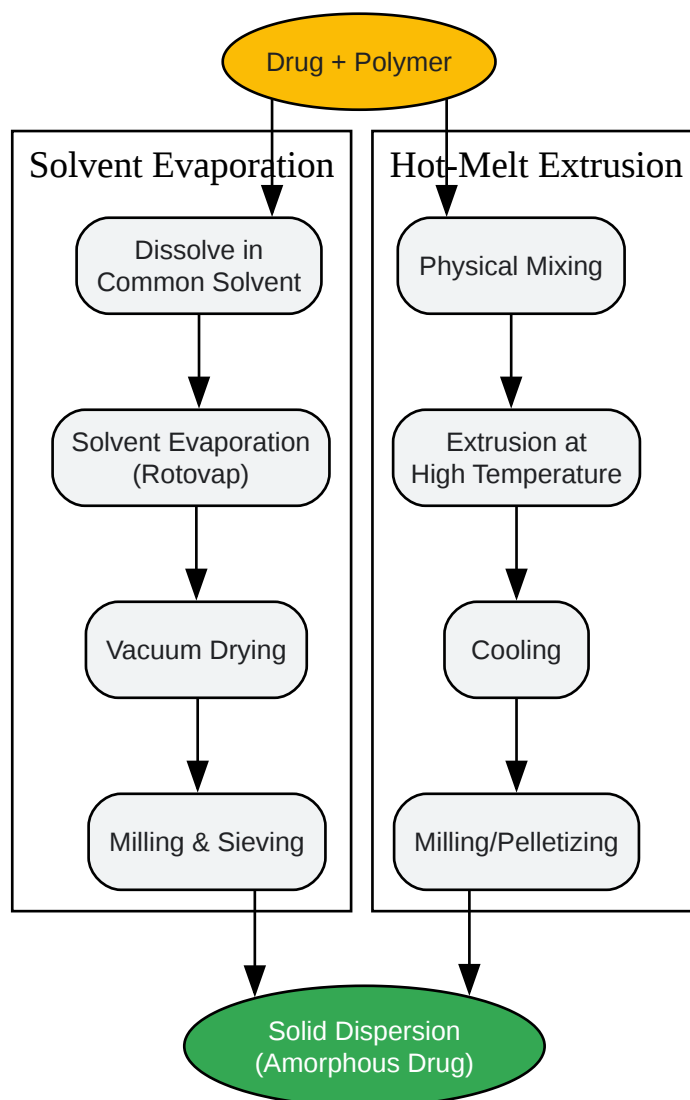 Drug + Polymer
Solvent Evaporation
Dissolve in
Common Solvent
Solvent Evaporation
(Rotovap)
Vacuum Drying
Milling & Sieving
Hot-Melt Extrusion
Physical Mixing
Extrusion at
High Temperature
Cooling
Milling/Pelletizing
Solid Dispersion
(Amorphous Drug)